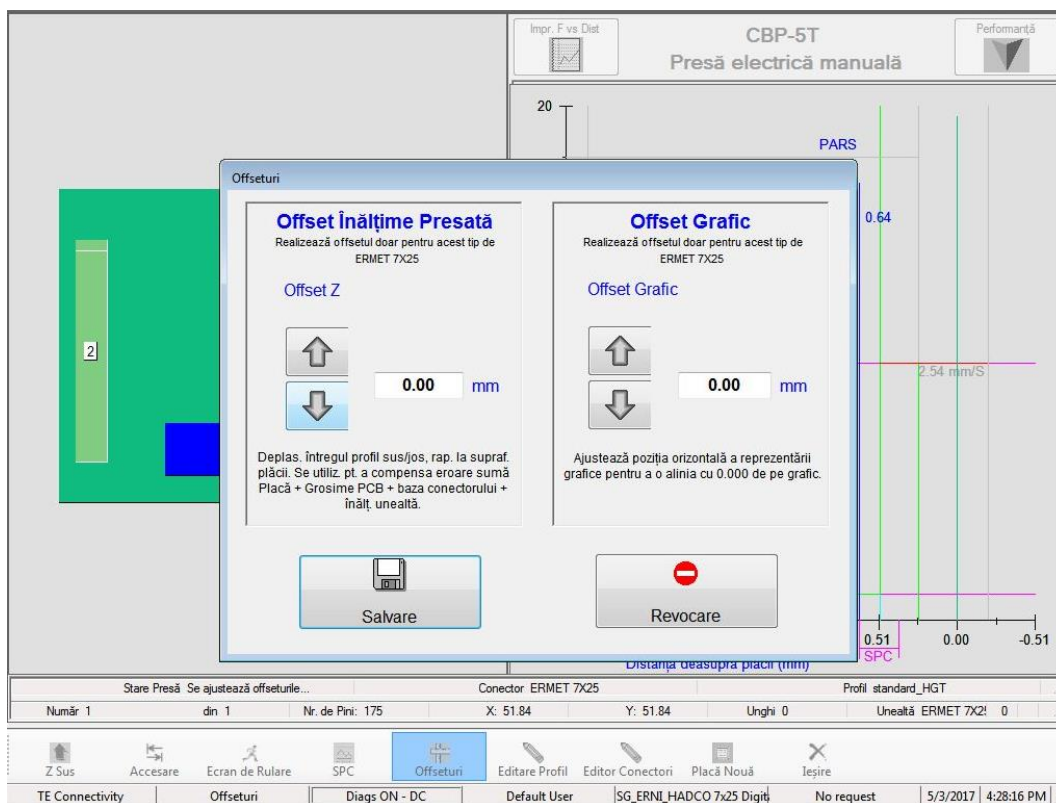 Impr. F vs Dist
CBP-5T
Presă electrică manuală
Performanță
20
PARS
0.64
2.54 mm/S
0.51
0.00
-0.51
SPC
Distanța deasupra plăcii (mm)
2
Offseturi
Offset Înălțime Presată
Realizează offsetul doar pentru acest tip de
ERMET 7X25
Offset Z
0.00 mm
Deplas. întregul profil sus/jos, rap. la supraf.
plăcii. Se utiliz. pt. a compensa eroare sumă
Placă + Grosime PCB + baza conectorului +
înălț. unealtă.
Offset Grafic
Realizează offsetul doar pentru acest tip de
ERMET 7X25
Offset Grafic
0.00 mm
Ajustează poziția orizontală a reprezentării
grafice pentru a o alinia cu 0.000 de pe grafic.
Salvare
Revocare
Stare Presă Se ajustează offseturile... Conector ERMET 7X25 Profil standard_HGT
Număr 1 din 1 Nr. de Pini: 175 X: 51.84 Y: 51.84 Unghi 0 Unealtă ERMET 7X2 0
Z Sus Accesare Ecran de Rulare SPC Offseturi Editare Profil Editor Conectori Placă Nouă Ieșire
TE Connectivity Offseturi Diags ON - DC Default User SG_ERNI_HADCO 7x25 Digit No request 5/3/2017 4:28:16 PM